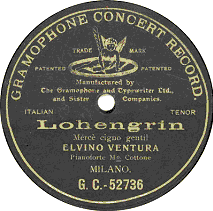 GRAMOPHONE CONCERT RECORD.
TRADE MARK
PATENTED PATENTED
Manufactured by
The Gramophone and Typewriter Ltd.,
and Sister Companies.
ITALIAN TENOR
Lohengrin
Mercè cigno gentil
ELVINO VENTURA
Pianoforte Mo Cottone
MILANO.
G. C.-52736